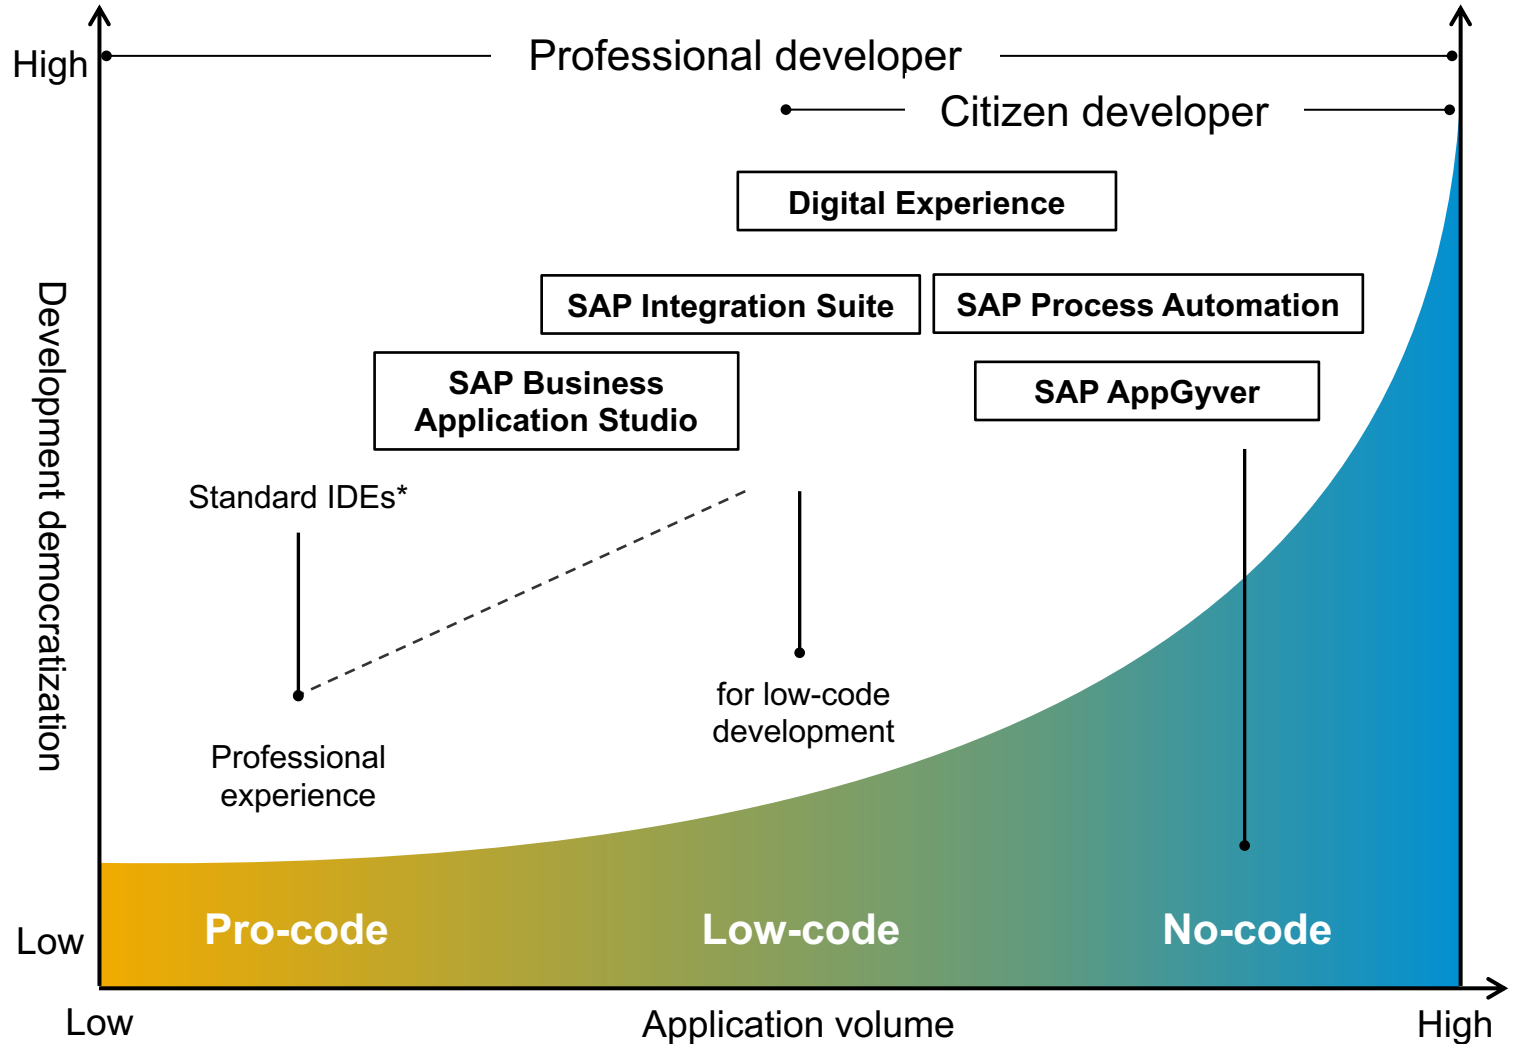 High
Professional developer
Citizen developer
Digital Experience
SAP Integration Suite
SAP Process Automation
SAP Business
Application Studio
SAP AppGyver
Development democratization
Standard IDEs*
for low-code
development
Professional
experience
Pro-code
Low-code
No-code
Low
Low
Application volume
High